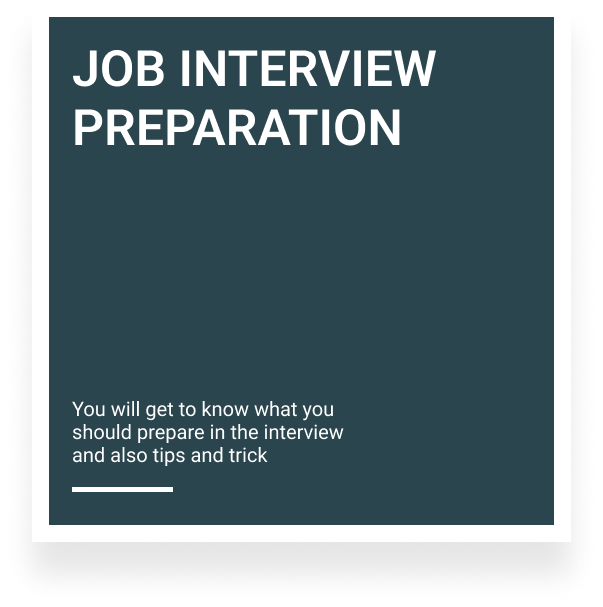 JOB INTERVIEW
PREPARATION
You will get to know what you
should prepare in the interview
and also tips and trick